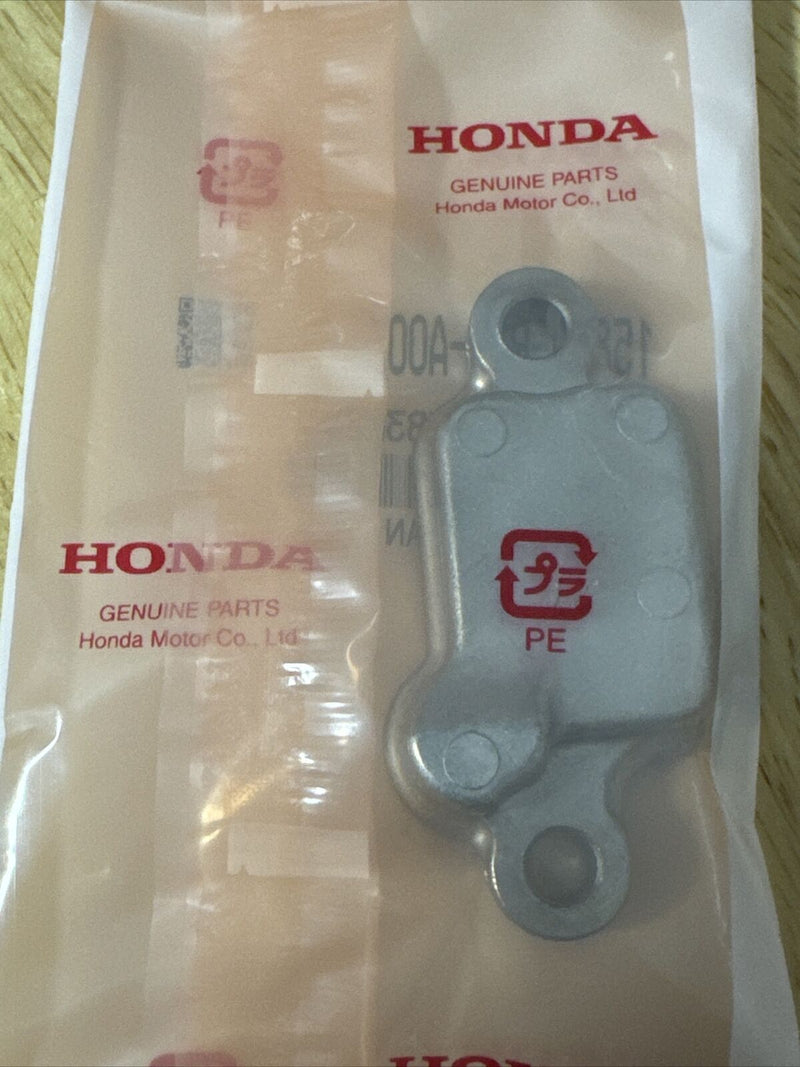 HONDA
GENUINE PARTS
Honda Motor Co., Ltd
プラ
PE
プラ
PE
HONDA
GENUINE PARTS
Honda Motor Co., Ltd
-A00